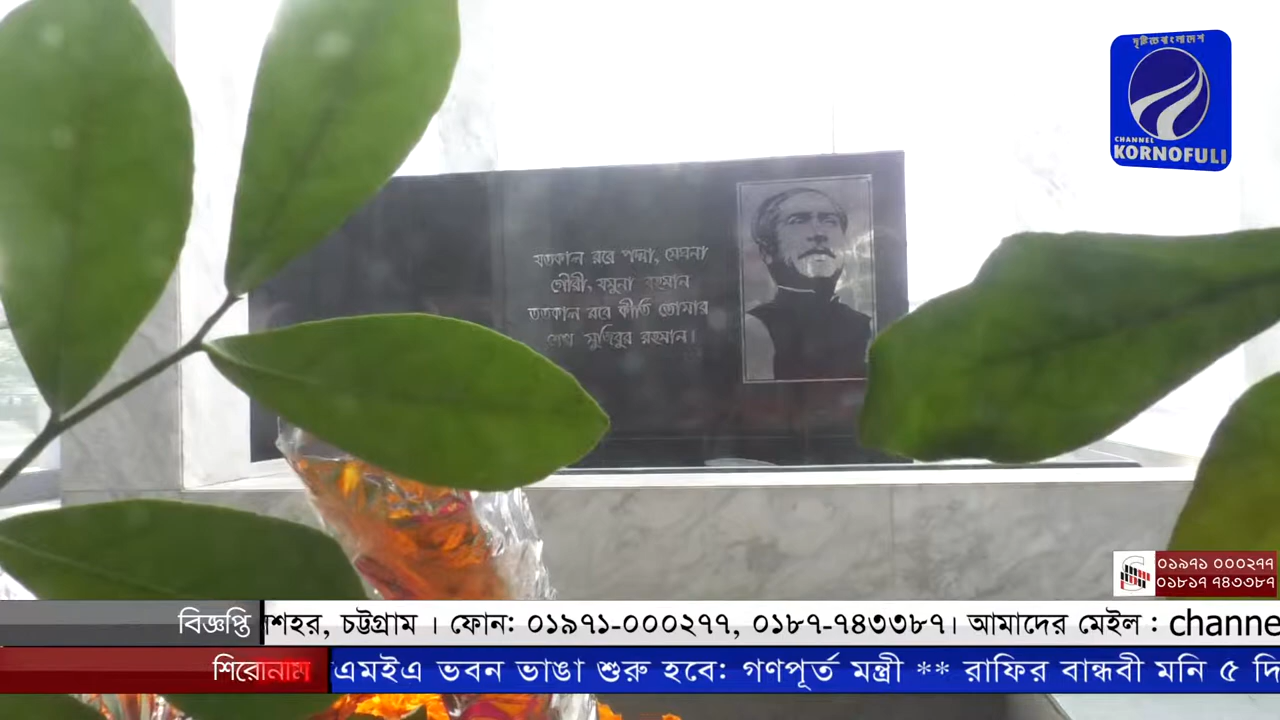 দৃষ্টিতে বাংলাদেশ
CHANNEL
KORNOFULI
যতকাল রবে পদ্মা, মেঘনা
গৌরী, যমুনা বহমান
ততকাল রবে কীর্তি তোমার
শেখ মুজিবুর রহমান।
০১৯৭১ ০০০২৭৭
০১৮১৭ ৭৪৩৩৮৭
বিজ্ঞপ্তি
শহর, চট্টগ্রাম । ফোন: ০১৯৭১-০০০২৭৭, ০১৮৭-৭৪৩৩৮৭। আমাদের মেইল : channe
শিরোনাম
এমইএ ভবন ভাঙা শুরু হবে: গণপূর্ত মন্ত্রী ** রাফির বান্ধবী মনি ৫ দি